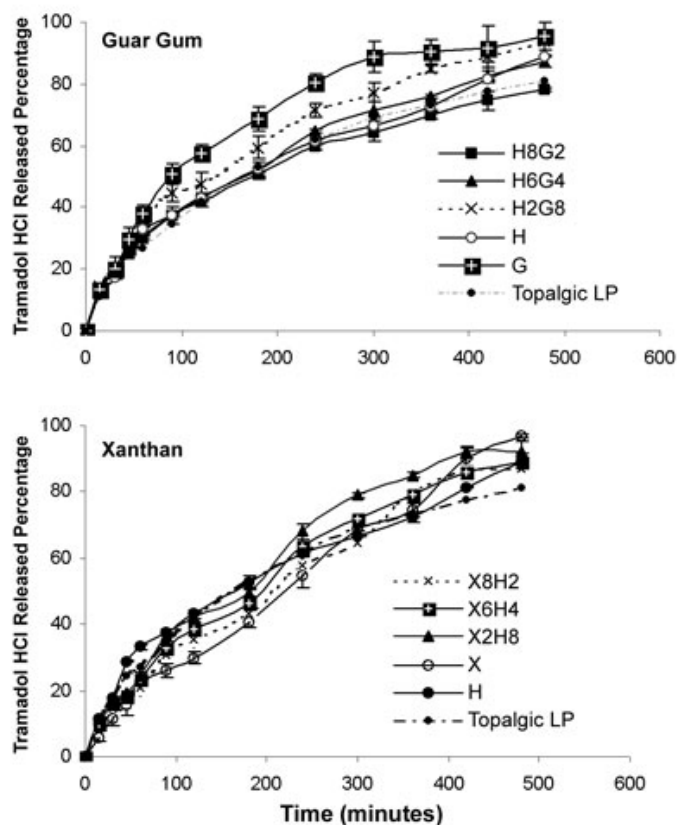 Guar Gum
Tramadol HCl Released Percentage
100
80
60
40
20
0
H8G2
H6G4
H2G8
H
G
Topalgic LP
0 100 200 300 400 500 600
Xanthan
Tramadol HCl Released Percentage
100
80
60
40
20
0
X8H2
X6H4
X2H8
X
H
Topalgic LP
0 100 200 300 400 500 600
Time (minutes)